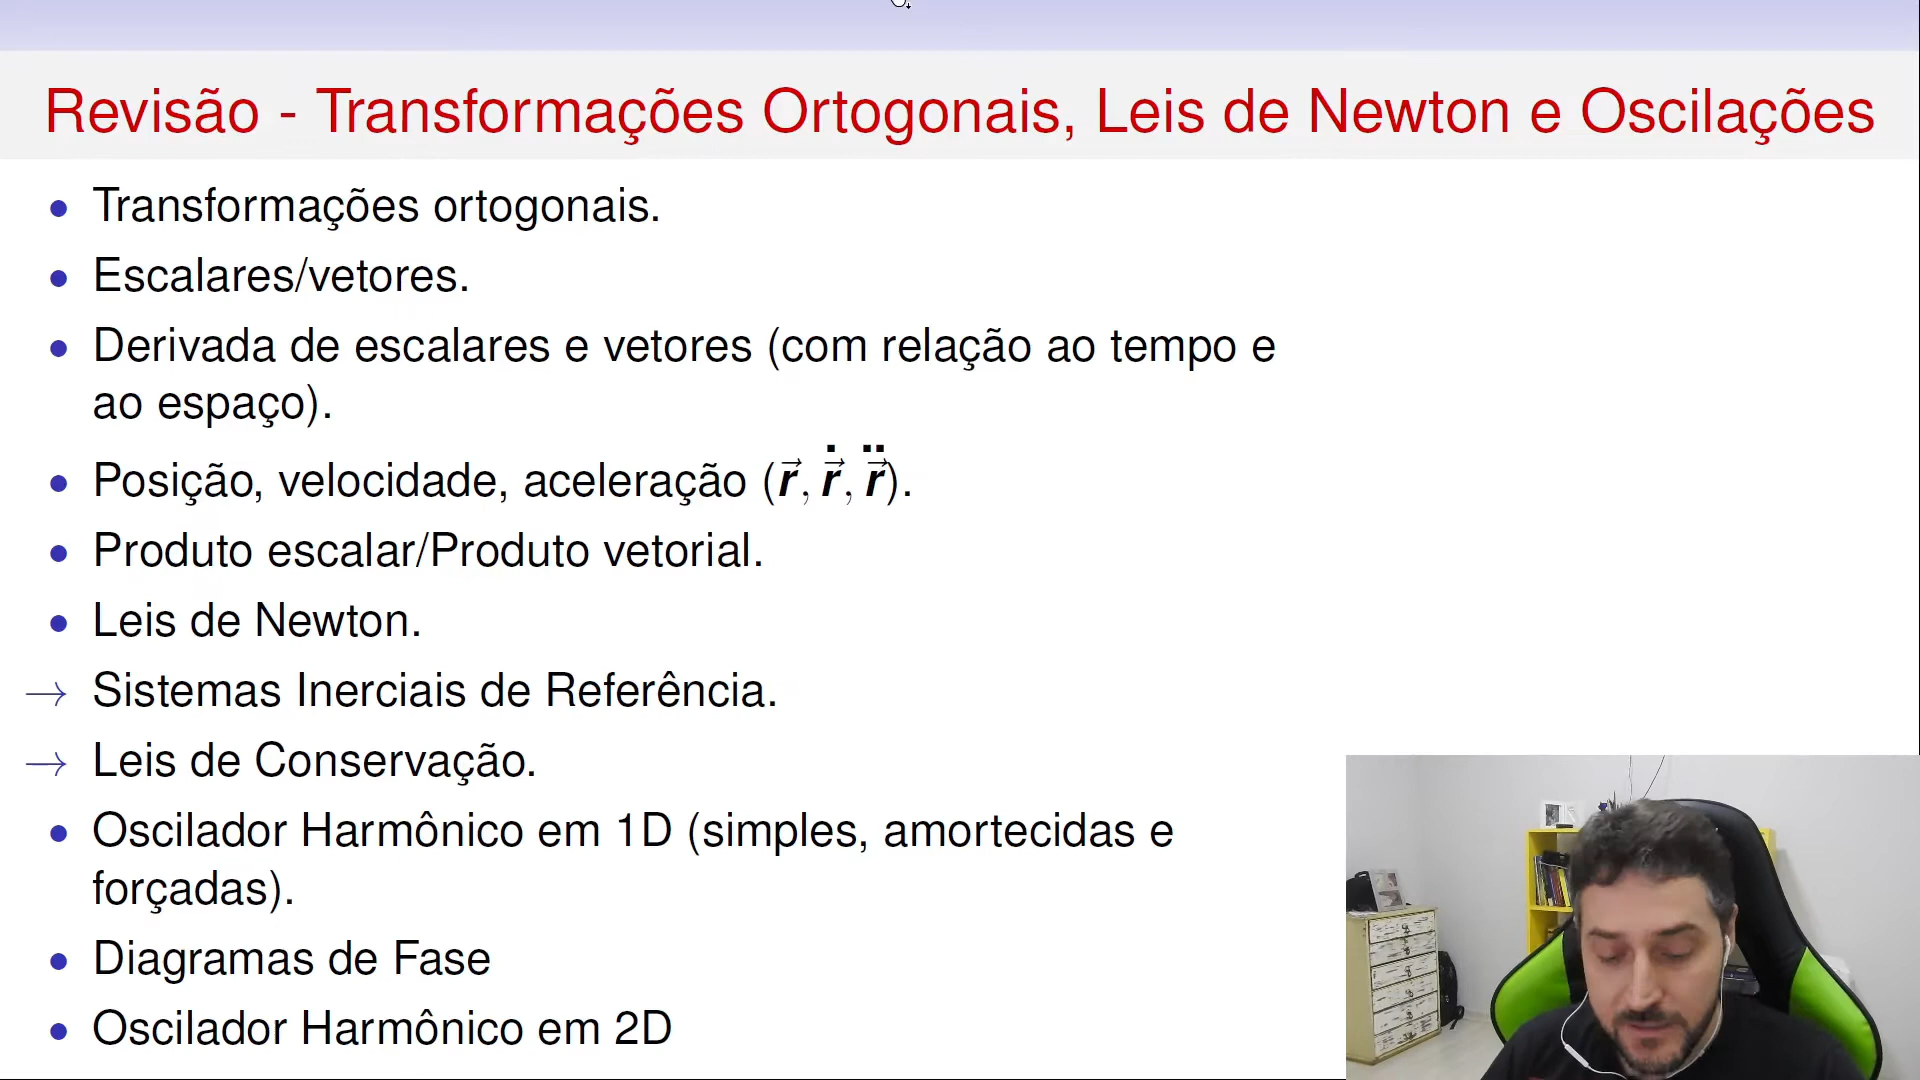 Revisão - Transformações Ortogonais, Leis de Newton e Oscilações
• Transformações ortogonais.
• Escalares/vetores.
• Derivada de escalares e vetores (com relação ao tempo e
ao espaço).
• Posição, velocidade, aceleração (r⃗, ṙ⃗, r̈⃗).
• Produto escalar/Produto vetorial.
• Leis de Newton.
→ Sistemas Inerciais de Referência.
→ Leis de Conservação.
• Oscilador Harmônico em 1D (simples, amortecidas e
forçadas).
• Diagramas de Fase
• Oscilador Harmônico em 2D